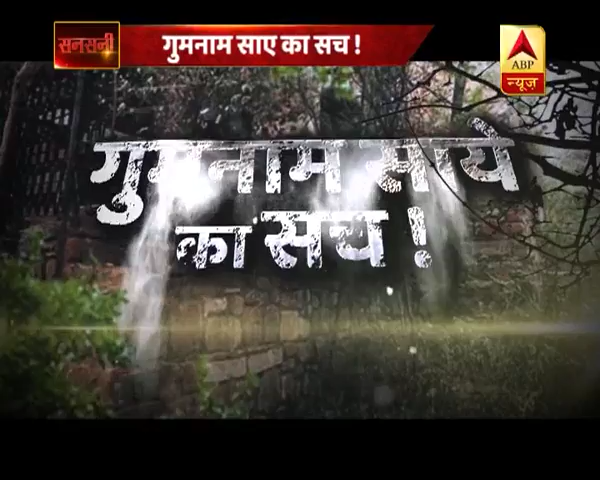 सनसनी
गुमनाम साए का सच !
ABP
न्यूज़
गुमनाम साये
का सच !